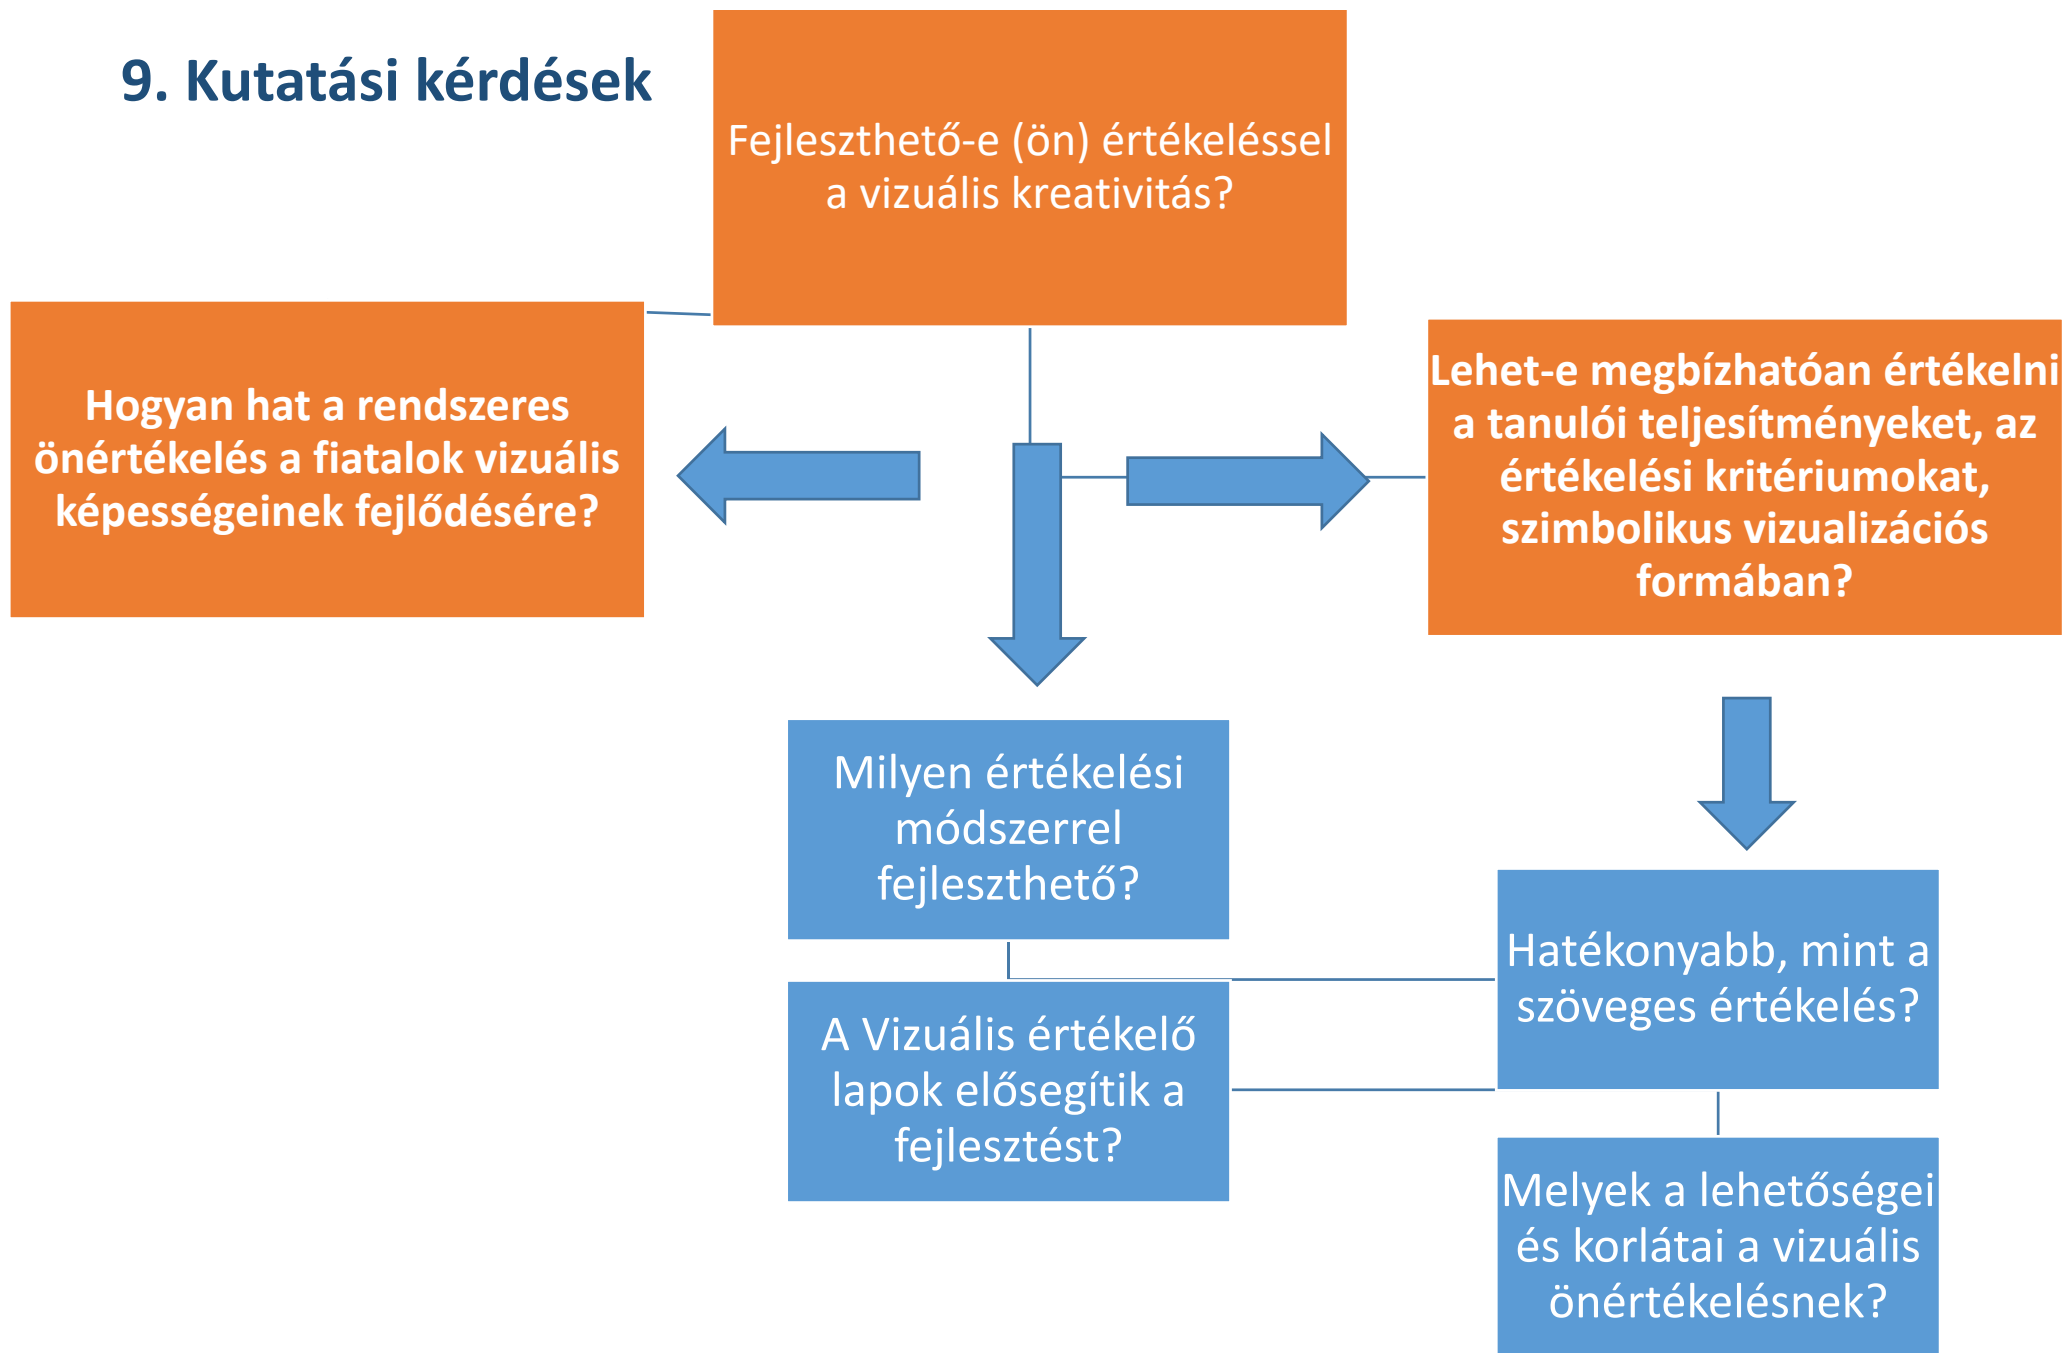 9. Kutatási kérdések
Fejleszthető-e (ön) értékeléssel
a vizuális kreativitás?
Hogyan hat a rendszeres
önértékelés a fiatalok vizuális
képességeinek fejlődésére?
Lehet-e megbízhatóan értékelni
a tanulói teljesítményeket, az
értékelési kritériumokat,
szimbolikus vizualizációs
formában?
Milyen értékelési
módszerrel
fejleszthető?
Hatékonyabb, mint a
szöveges értékelés?
A Vizuális értékelő
lapok elősegítik a
fejlesztést?
Melyek a lehetőségei
és korlátai a vizuális
önértékelésnek?